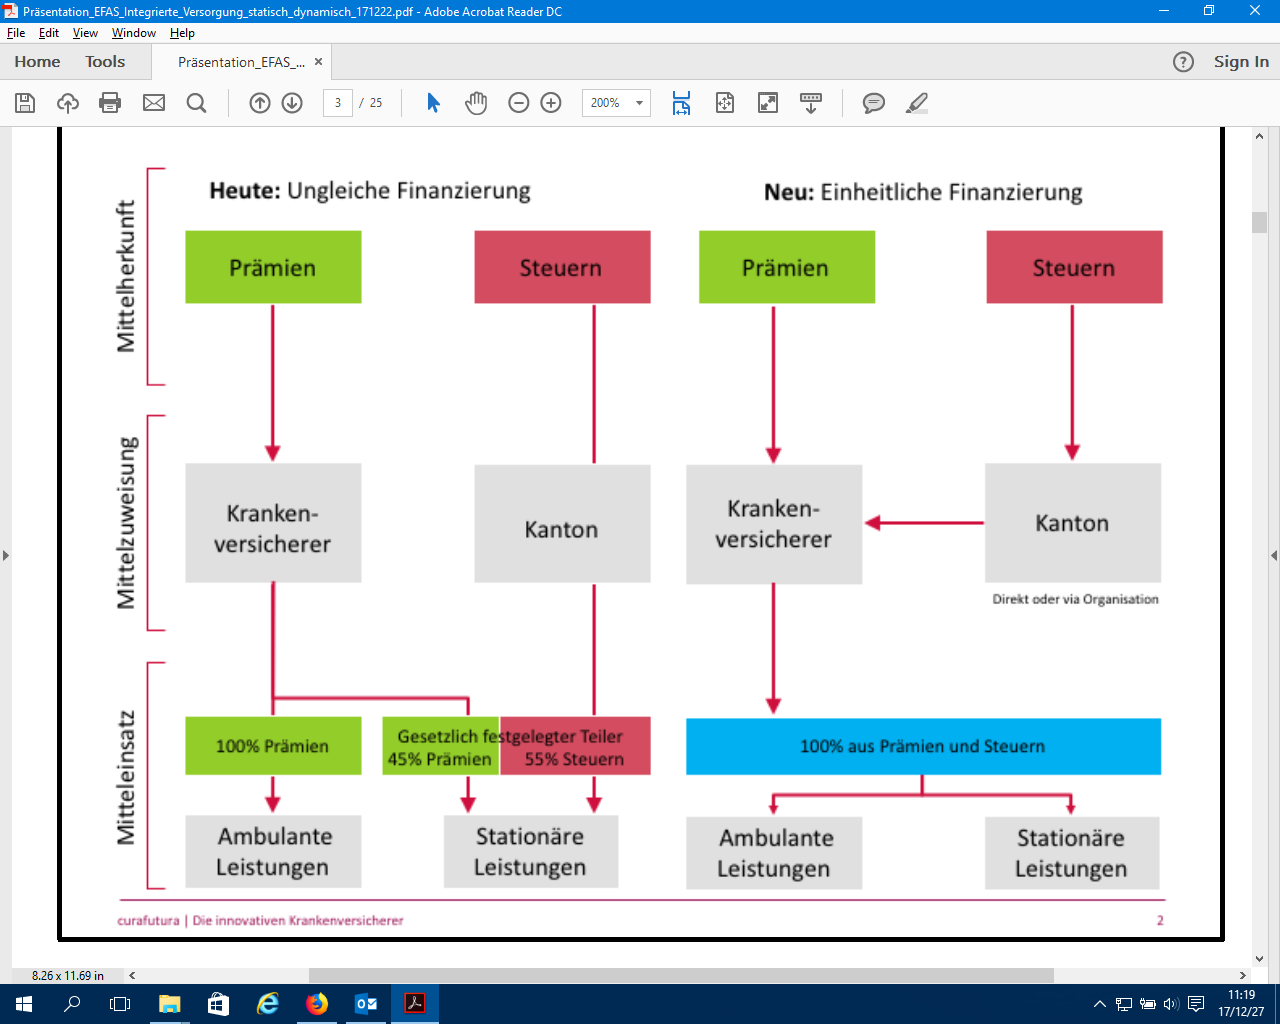 Präsentation_EFAS_Integrierte_Versorgung_statisch_dynamisch_171222.pdf - Adobe Acrobat Reader DC
File Edit View Window Help
Home Tools Präsentation_EFAS_... × ? Sign In
3 / 25 200%
Heute: Ungleiche Finanzierung
Neu: Einheitliche Finanzierung
Mittelherkunft
Prämien
Steuern
Prämien
Steuern
Mittelzuweisung
Kranken-
versicherer
Kanton
Kranken-
versicherer
Kanton
Direkt oder via Organisation
Mitteleinsatz
100% Prämien
Gesetzlich festgelegter Teiler
45% Prämien 55% Steuern
100% aus Prämien und Steuern
Ambulante
Leistungen
Stationäre
Leistungen
Ambulante
Leistungen
Stationäre
Leistungen
curafutura | Die innovativen Krankenversicherer 2
8.26 x 11.69 in
11:19
17/12/27